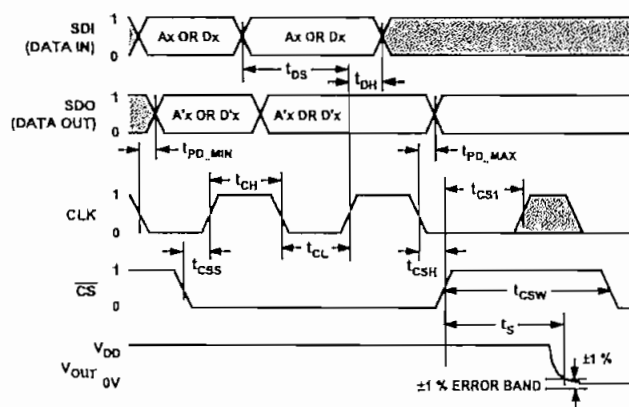 SDI
(DATA IN)
1
0
Ax OR Dx
Ax OR Dx
tDS
tDH
SDO
(DATA OUT)
1
0
A'x OR D'x
A'x OR D'x
tPD_MIN
tPD_MAX
tCH
tCS1
CLK
1
0
tCSS
tCL
tCSH
CS
1
0
tCSW
tS
VDD
VOUT
0V
±1 %
±1 % ERROR BAND